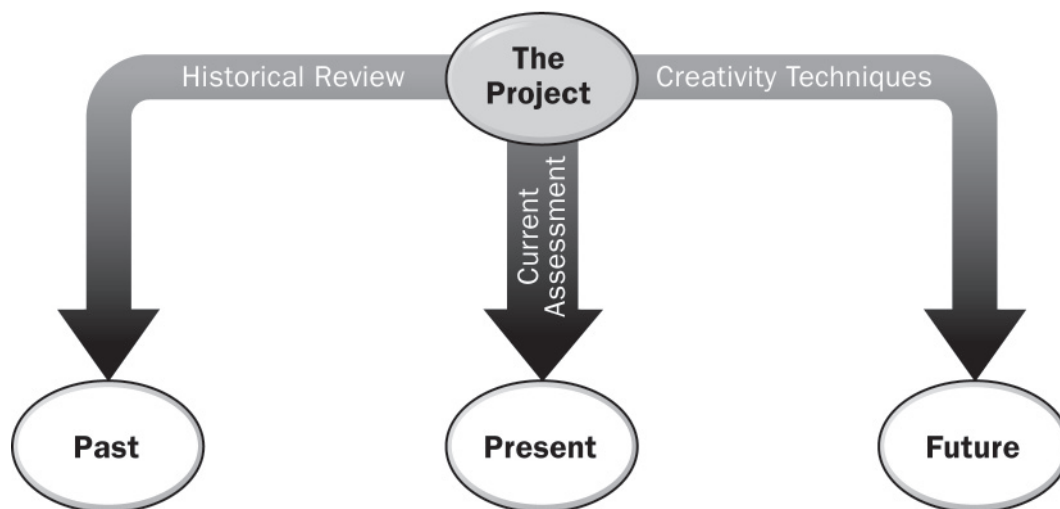 The
Project
Historical Review
Creativity Techniques
Current
Assessment
Past
Present
Future